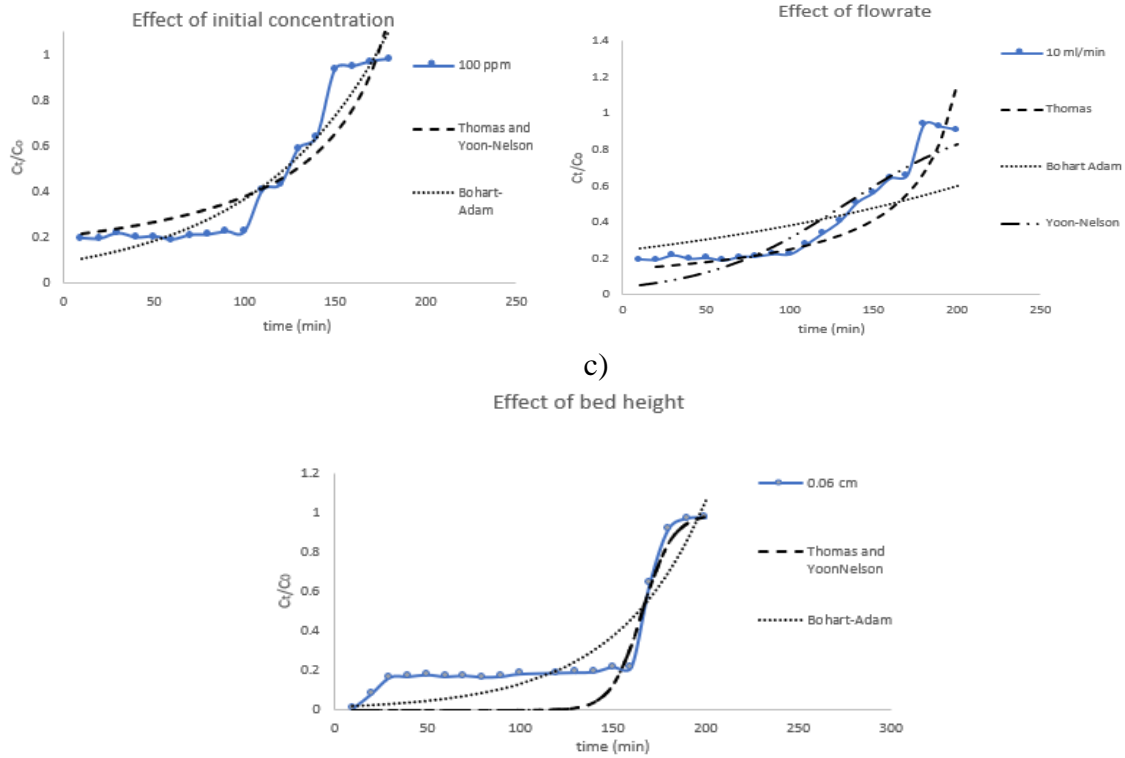 Effect of initial concentration
1
0.8
0.6
0.4
0.2
0
Ct/Co
0
50
100
150
200
250
time (min)
100 ppm
Thomas and
Yoon-Nelson
Bohart-
Adam
Effect of flowrate
1.4
1.2
1
0.8
0.6
0.4
0.2
0
Ct/Co
0
50
100
150
200
250
time (min)
10 ml/min
Thomas
Bohart Adam
Yoon-Nelson
c)
Effect of bed height
1.2
1
0.8
0.6
0.4
0.2
0
Ct/C0
0
50
100
150
200
250
300
time (min)
0.06 cm
Thomas and
YoonNelson
Bohart-Adam